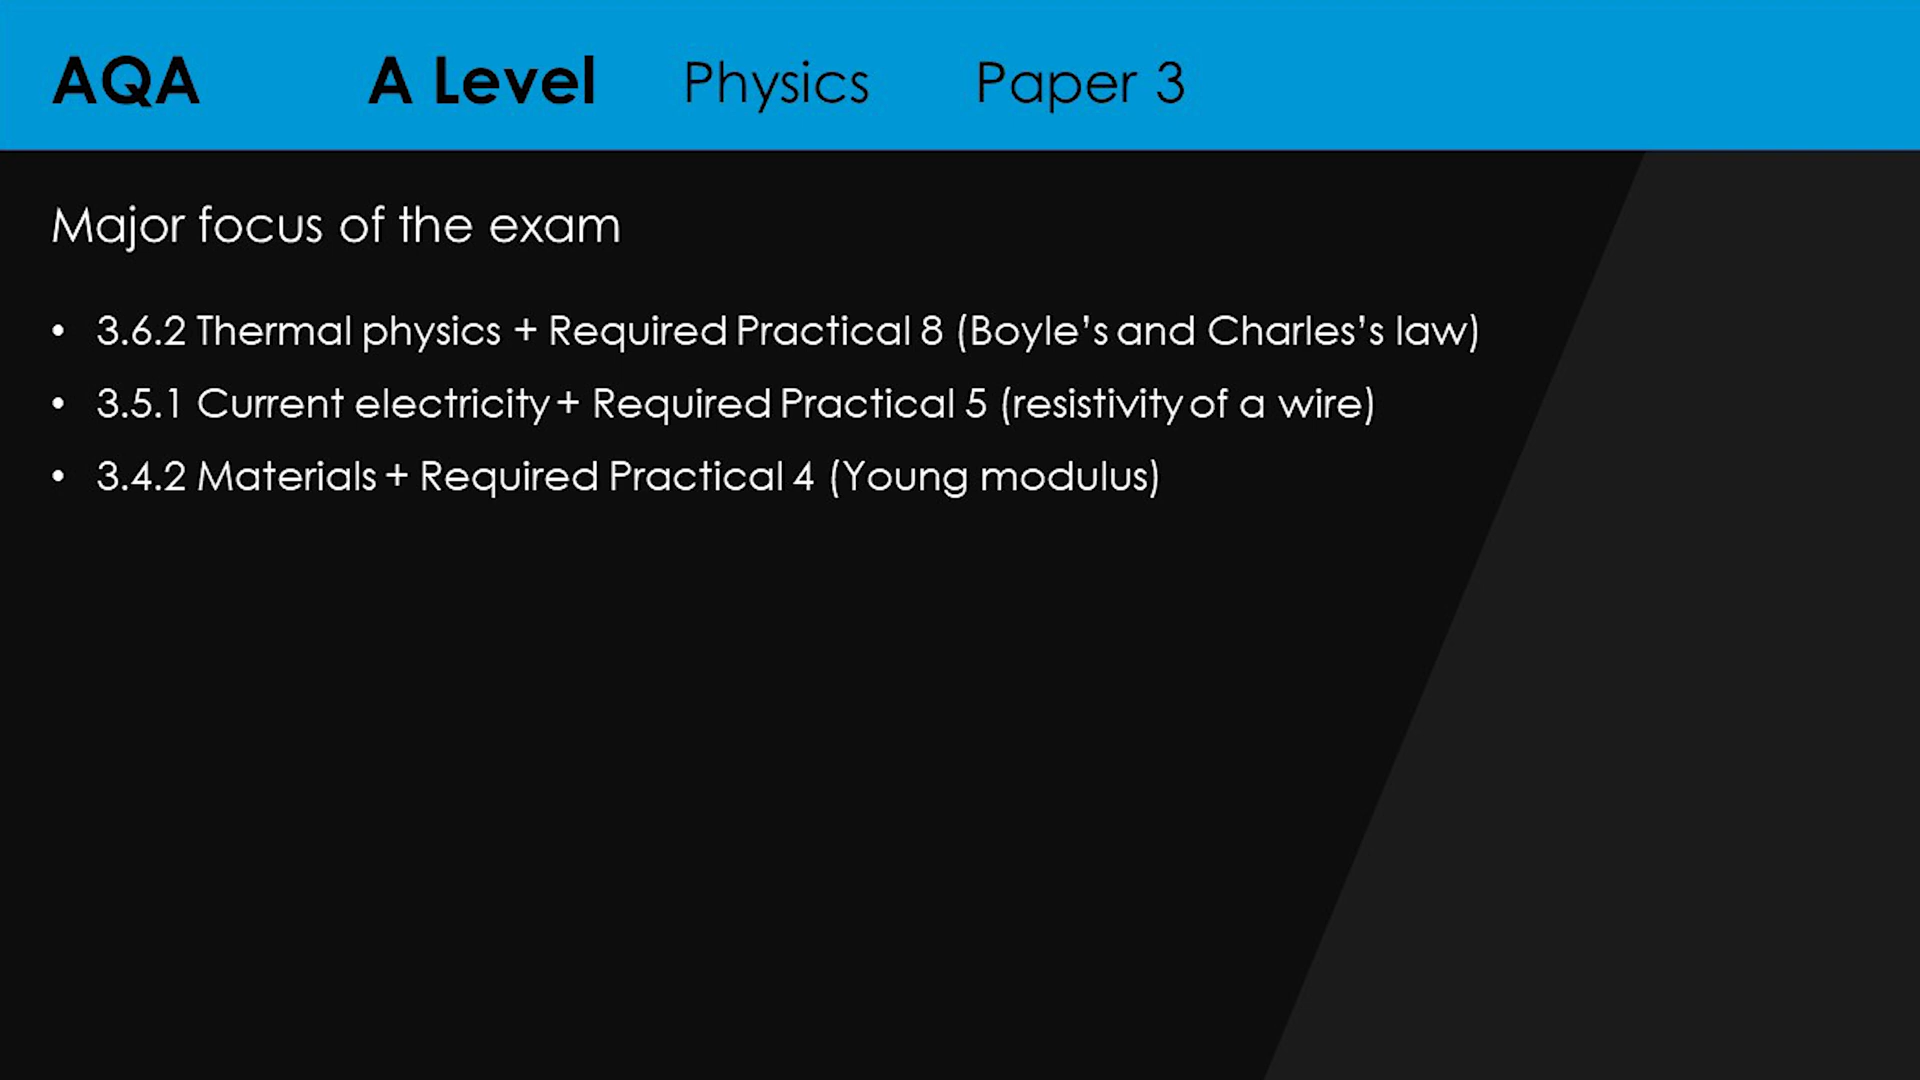 AQA A Level Physics Paper 3
Major focus of the exam
• 3.6.2 Thermal physics + Required Practical 8 (Boyle’s and Charles’s law)
• 3.5.1 Current electricity + Required Practical 5 (resistivity of a wire)
• 3.4.2 Materials + Required Practical 4 (Young modulus)